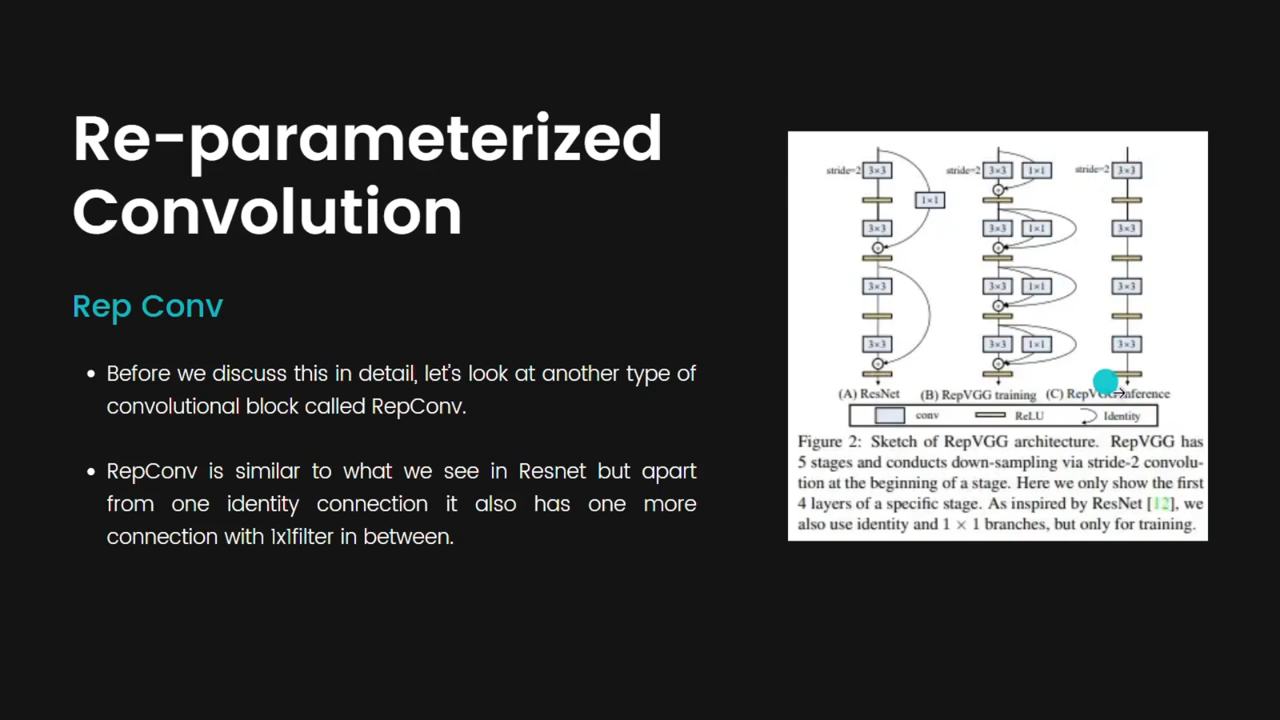 Re-parameterized
Convolution
Rep Conv
• Before we discuss this in detail, let's look at another type of
convolutional block called RepConv.
• RepConv is similar to what we see in Resnet but apart
from one identity connection it also has one more
connection with 1x1filter in between.
stride=2 3×3
stride=2 3×3 1×1
stride=2 3×3
1×1
3×3
3×3 1×1
3×3
3×3
3×3 1×1
3×3
3×3
3×3 1×1
3×3
(A) ResNet (B) RepVGG training (C) RepVGG
conv ReLU Identity
Figure 2: Sketch of RepVGG architecture. RepVGG has
5 stages and conducts down-sampling via stride-2 convolu-
tion at the beginning of a stage. Here we only show the first
4 layers of a specific stage. As inspired by ResNet [12], we
also use identity and 1 × 1 branches, but only for training.